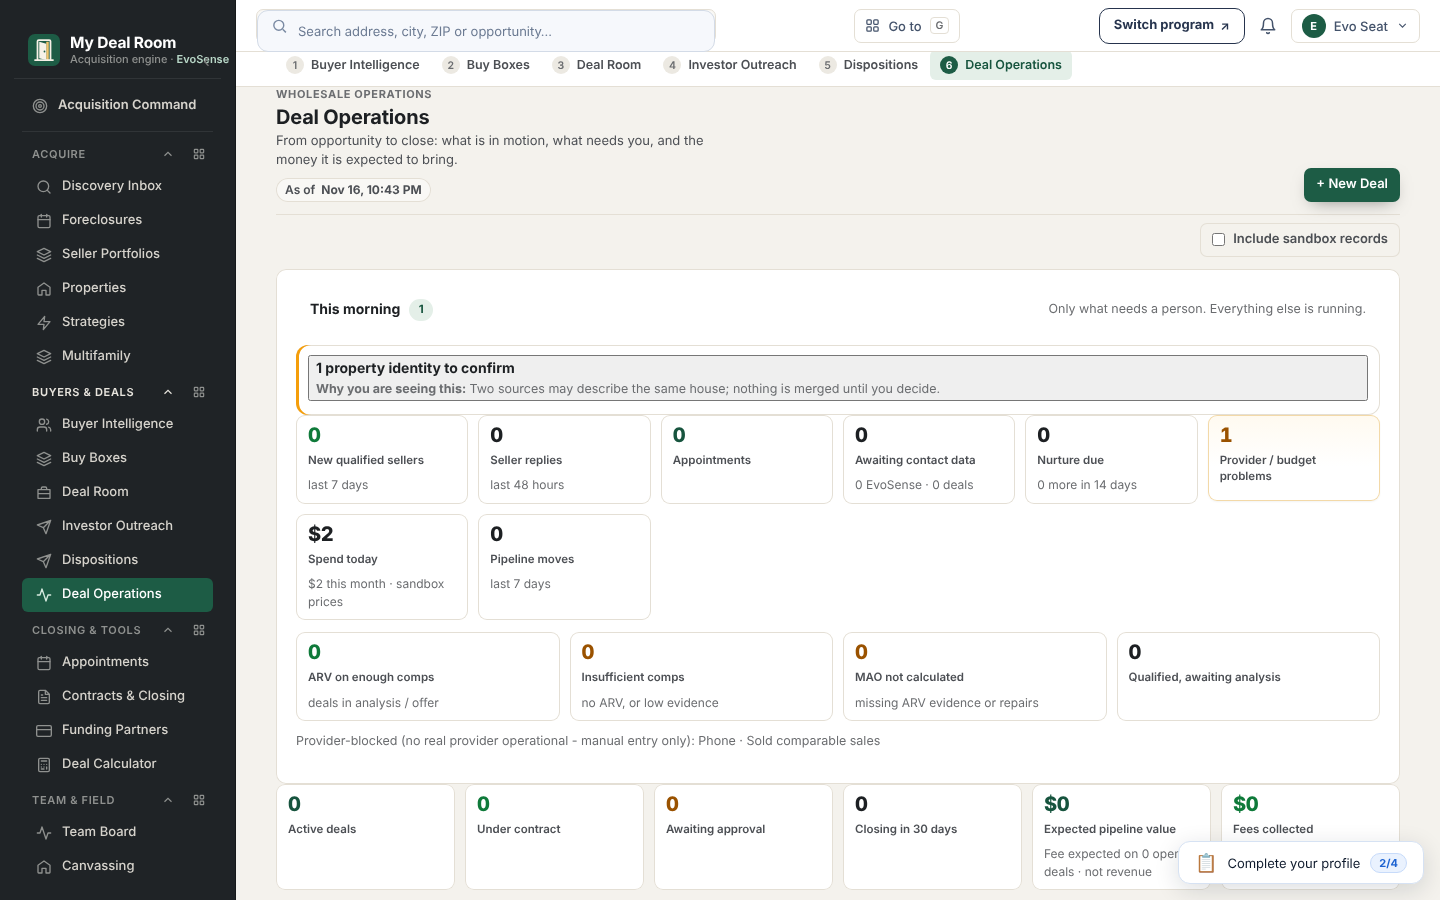 My Deal Room
Acquisition engine · EvoSense
Search address, city, ZIP or opportunity...
Go to G
Switch program
E Evo Seat
1 Buyer Intelligence
2 Buy Boxes
3 Deal Room
4 Investor Outreach
5 Dispositions
6 Deal Operations
Acquisition Command
ACQUIRE
Discovery Inbox
Foreclosures
Seller Portfolios
Properties
Strategies
Multifamily
BUYERS & DEALS
Buyer Intelligence
Buy Boxes
Deal Room
Investor Outreach
Dispositions
Deal Operations
CLOSING & TOOLS
Appointments
Contracts & Closing
Funding Partners
Deal Calculator
TEAM & FIELD
Team Board
Canvassing
WHOLESALE OPERATIONS
Deal Operations
From opportunity to close: what is in motion, what needs you, and the
money it is expected to bring.
As of Nov 16, 10:43 PM
+ New Deal
Include sandbox records
This morning 1
Only what needs a person. Everything else is running.
1 property identity to confirm
Why you are seeing this: Two sources may describe the same house; nothing is merged until you decide.
0
New qualified sellers
last 7 days
0
Seller replies
last 48 hours
0
Appointments
0
Awaiting contact data
0 EvoSense · 0 deals
0
Nurture due
0 more in 14 days
1
Provider / budget
problems
$2
Spend today
$2 this month · sandbox
prices
0
Pipeline moves
last 7 days
0
ARV on enough comps
deals in analysis / offer
0
Insufficient comps
no ARV, or low evidence
0
MAO not calculated
missing ARV evidence or repairs
0
Qualified, awaiting analysis
Provider-blocked (no real provider operational - manual entry only): Phone · Sold comparable sales
0
Active deals
0
Under contract
0
Awaiting approval
0
Closing in 30 days
$0
Expected pipeline value
Fee expected on 0 oper
deals · not revenue
$0
Fees collected
Complete your profile 2/4